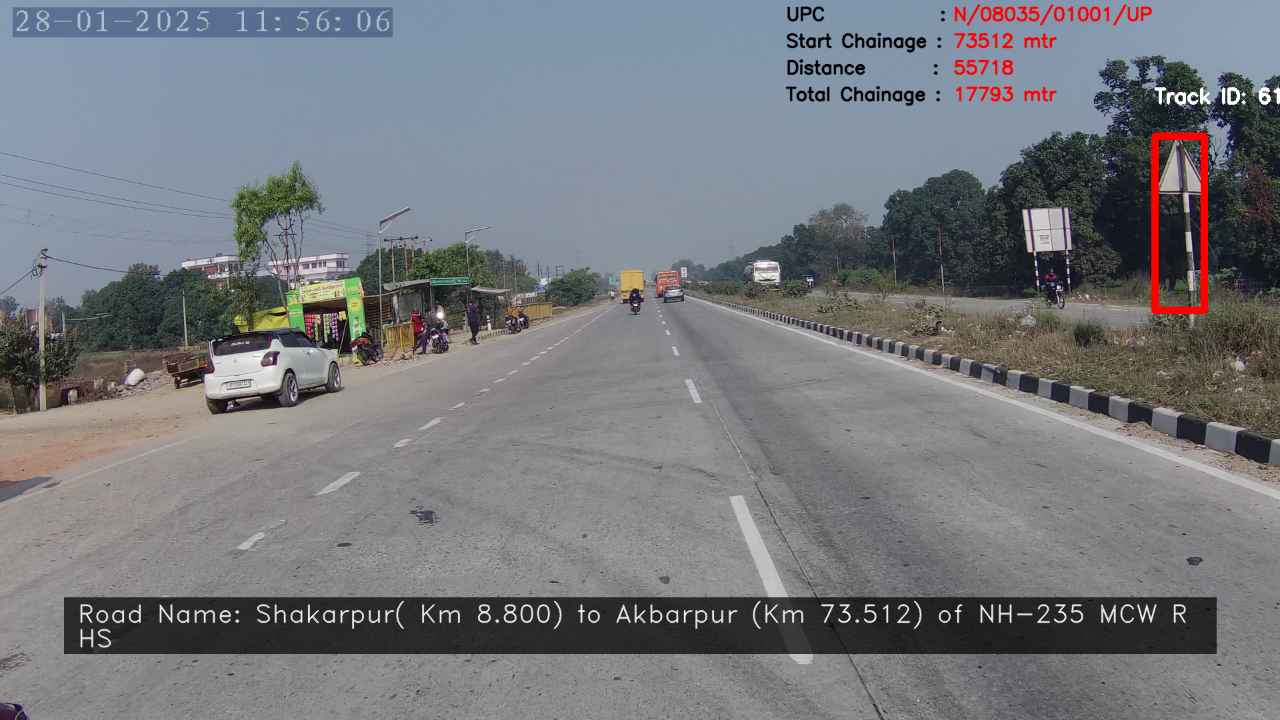 28-01-2025 11:56:06
UPC : N/08035/01001/UP
Start Chainage : 73512 mtr
Distance : 55718
Total Chainage : 17793 mtr
Track ID: 61
Road Name: Shakarpur( Km 8.800) to Akbarpur (Km 73.512) of NH-235 MCW R
HS